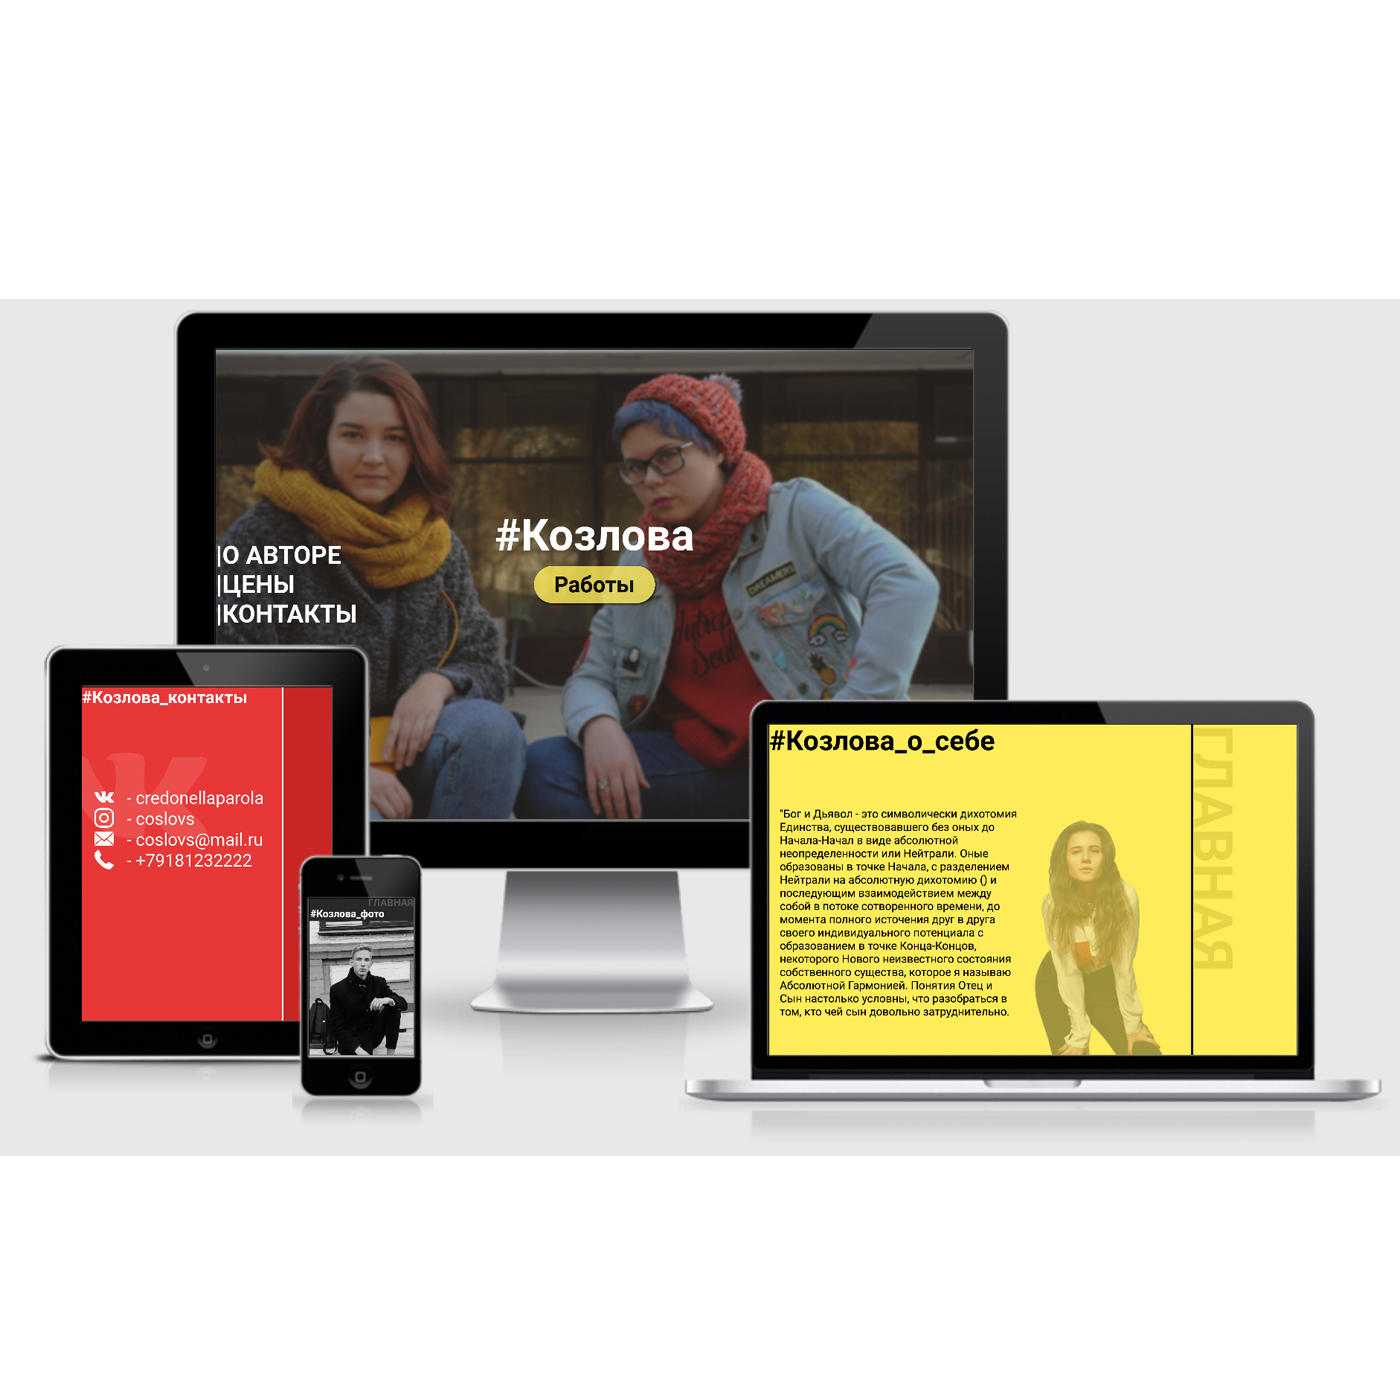 #Козлова
Работы
|О АВТОРЕ
|ЦЕНЫ
|КОНТАКТЫ
#Козлова_контакты
- credonellaparola
- coslovs
- coslovs@mail.ru
- +79181232222
ГЛАВНАЯ
#Козлова_фото
#Козлова_о_себе
"Бог и Дьявол - это символически дихотомия
Единства, существовавшего без оных до
Начала-Начал в виде абсолютной
неопределенности или Нейтрали. Оные
образованы в точке Начала, с разделением
Нейтрали на абсолютную дихотомию () и
последующим взаимодействием между
собой в потоке сотворенного времени, до
момента полного источения друг в друга
своего индивидуального потенциала с
образованием в точке Конца-Концов,
некоторого Нового неизвестного состояния
собственного существа, которое я называю
Абсолютной Гармонией. Понятия Отец и
Сын настолько условны, что разобраться в
том, кто чей сын довольно затруднительно.
ГЛАВНАЯ
DREAMERS
Soul